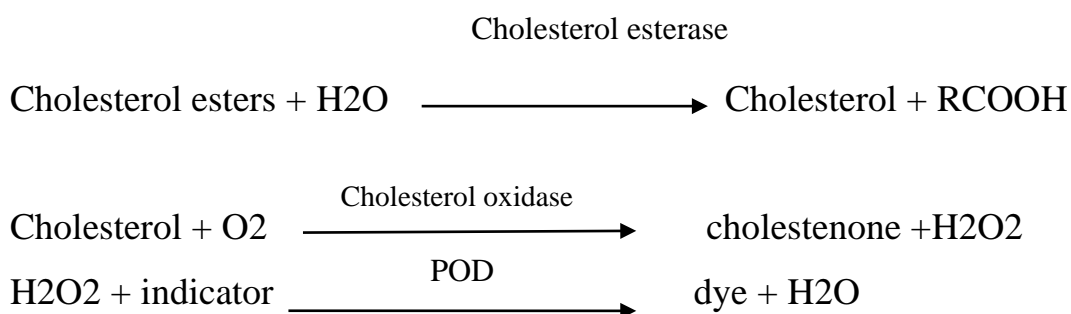 Cholesterol esterase
Cholesterol esters + H2O Cholesterol + RCOOH
Cholesterol oxidase
Cholesterol + O2 cholestenone +H2O2
POD
H2O2 + indicator dye + H2O